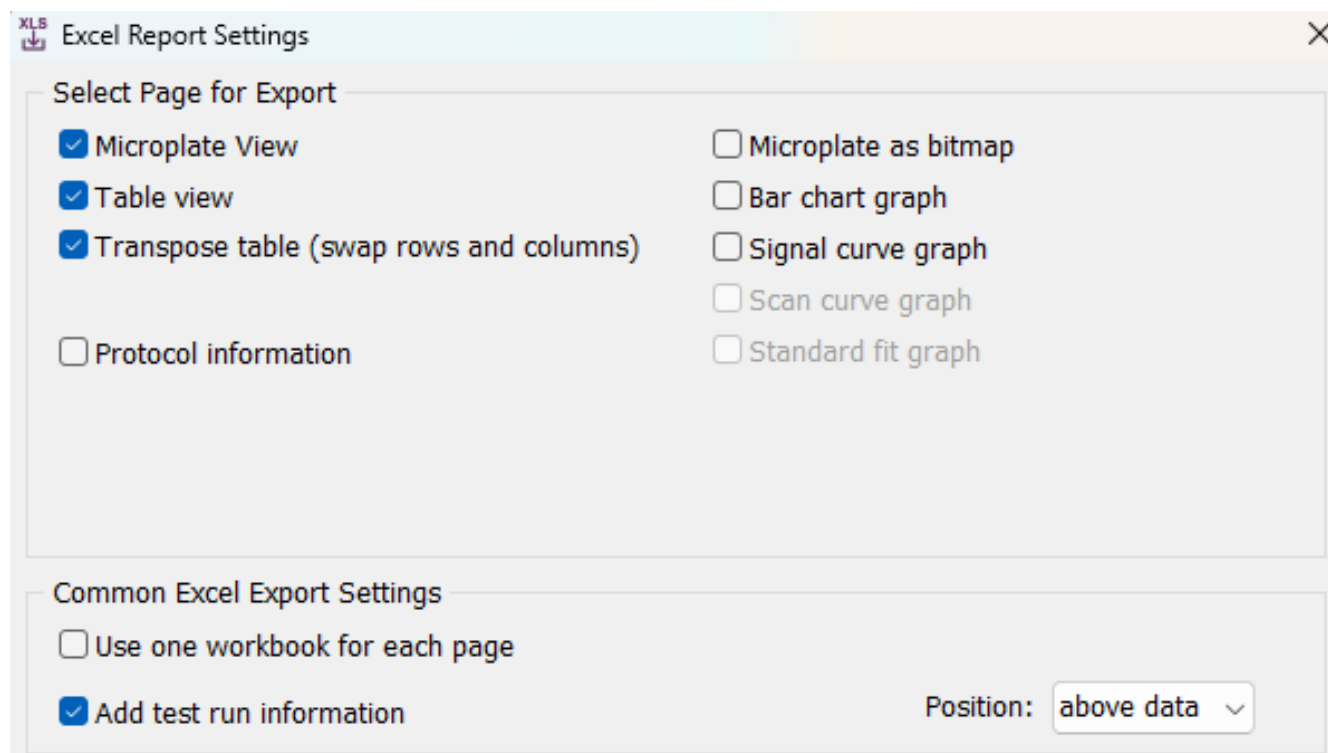 XLS
Excel Report Settings
Select Page for Export
Microplate View
Table view
Transpose table (swap rows and columns)
Protocol information
Microplate as bitmap
Bar chart graph
Signal curve graph
Scan curve graph
Standard fit graph
Common Excel Export Settings
Use one workbook for each page
Add test run information
Position: above data